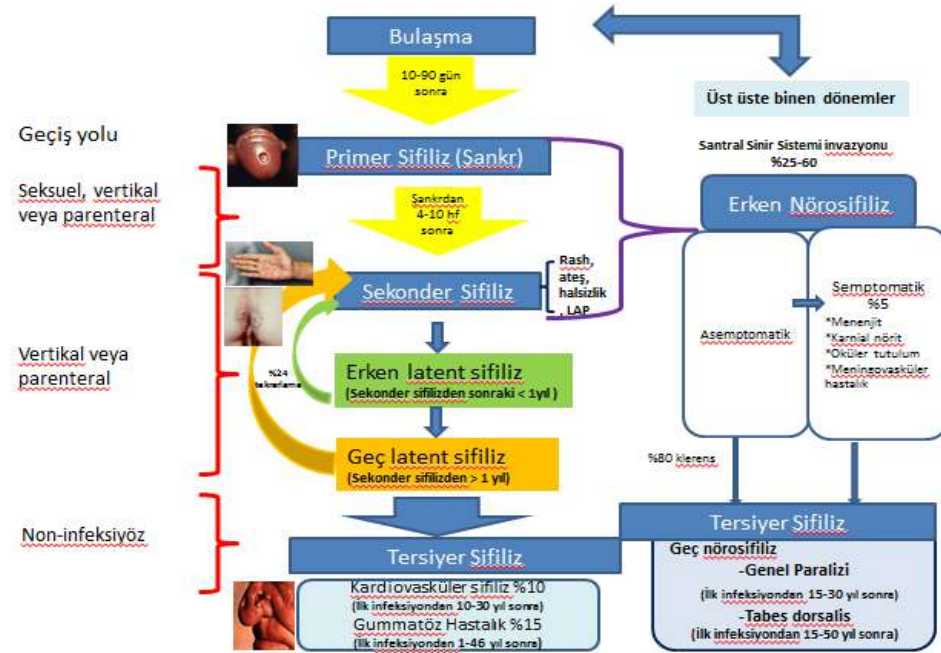 Bulaşma
10-90 gün
sonra
Üst üste binen dönemler
Geçiş yolu
Primer Sifiliz (Şankr)
Santral Sinir Sistemi invazyonu
%25-60
Seksuel, vertikal
veya parenteral
Şankrdan
4-10 hf
sonra
Erken Nörosifiliz
Sekonder Sifiliz
Rash,
ateş,
halsizlik
, LAP
Asemptomatik
Semptomatik
%5
*Menenjit
*Karnial nörit
*Oküler tutulum
*Meningovasküler
hastalık
Vertikal veya
parenteral
%24
tekrarlama
Erken latent sifiliz
(Sekonder sifilizden sonraki < 1yıl )
Geç latent sifiliz
(Sekonder sifilizden > 1 yıl)
%80 klerens
Non-infeksiyöz
Tersiyer Sifiliz
Kardiovasküler sifiliz %10
(İlk infeksiyondan 10-30 yıl sonra)
Gummatöz Hastalık %15
(İlk infeksiyondan 1-46 yıl sonra)
Tersiyer Sifiliz
Geç nörosifiliz
-Genel Paralizi
(İlk infeksiyondan 15-30 yıl sonra)
-Tabes dorsalis
(İlk infeksiyondan 15-50 yıl sonra)